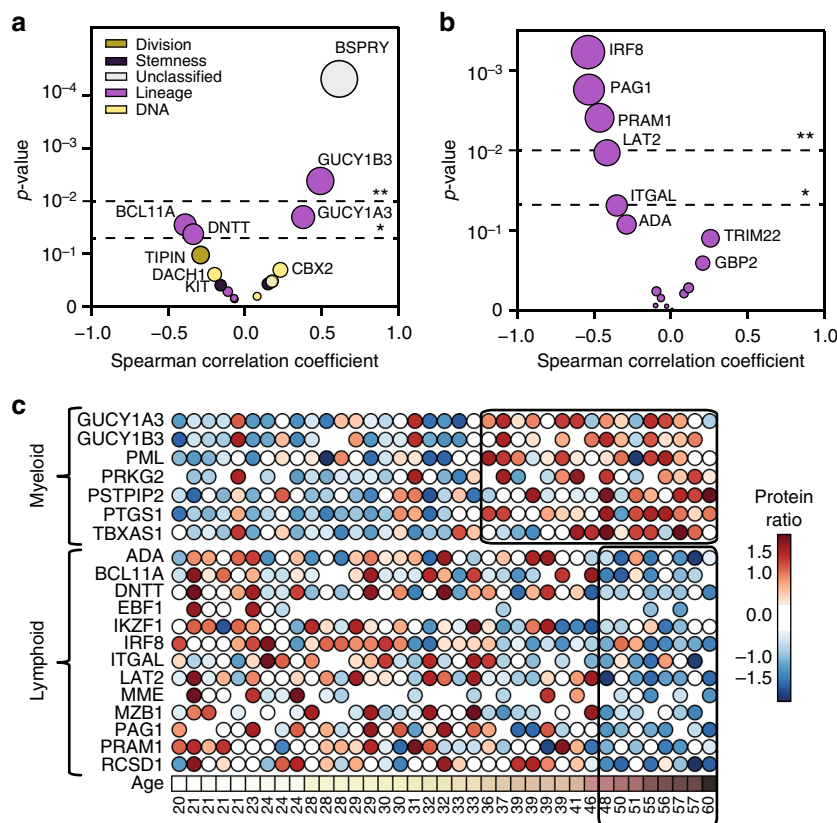 a
Division
Stemness
Unclassified
Lineage
DNA
BSPRY
GUCY1B3
GUCY1A3
BCL11A
DNTT
TIPIN
DACH1
KIT
CBX2
**
*
10⁻⁴
10⁻³
10⁻²
10⁻¹
0
p-value
−1.0 −0.5 0.0 0.5 1.0
Spearman correlation coefficient
b
IRF8
PAG1
PRAM1
LAT2
ITGAL
ADA
TRIM22
GBP2
**
*
10⁻³
10⁻²
10⁻¹
0
p-value
−1.0 −0.5 0.0 0.5 1.0
Spearman correlation coefficient
c
Myeloid
GUCY1A3
GUCY1B3
PML
PRKG2
PSTPIP2
PTGS1
TBXAS1
Lymphoid
ADA
BCL11A
DNTT
EBF1
IKZF1
IRF8
ITGAL
LAT2
MME
MZB1
PAG1
PRAM1
RCSD1
Age
20 21 21 21 21 23 24 24 24 28 28 28 29 29 30 30 31 32 32 33 33 36 37 39 39 39 39 41 46 48 50 51 55 56 57 57 60
Protein
ratio
1.5
1.0
0.0
−1.0
−1.5